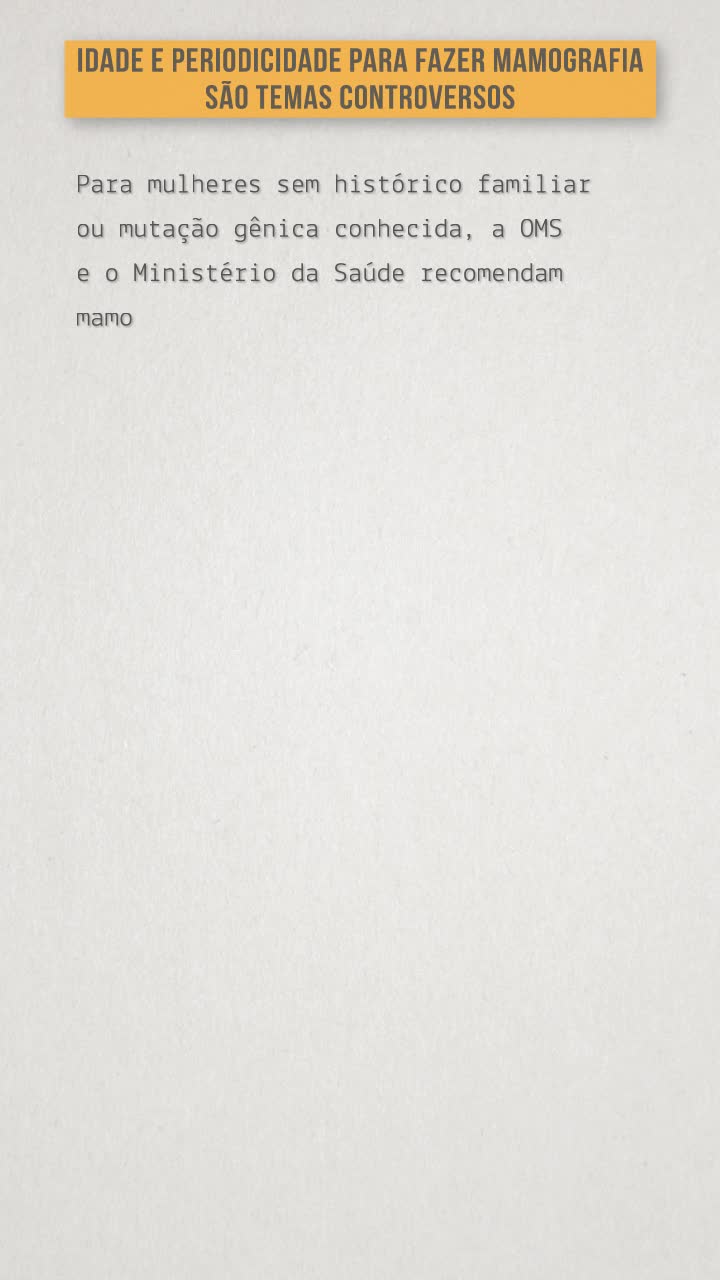 IDADE E PERIODICIDADE PARA FAZER MAMOGRAFIA
SÃO TEMAS CONTROVERSOS
Para mulheres sem histórico familiar
ou mutação gênica conhecida, a OMS
e o Ministério da Saúde recomendam
mamo